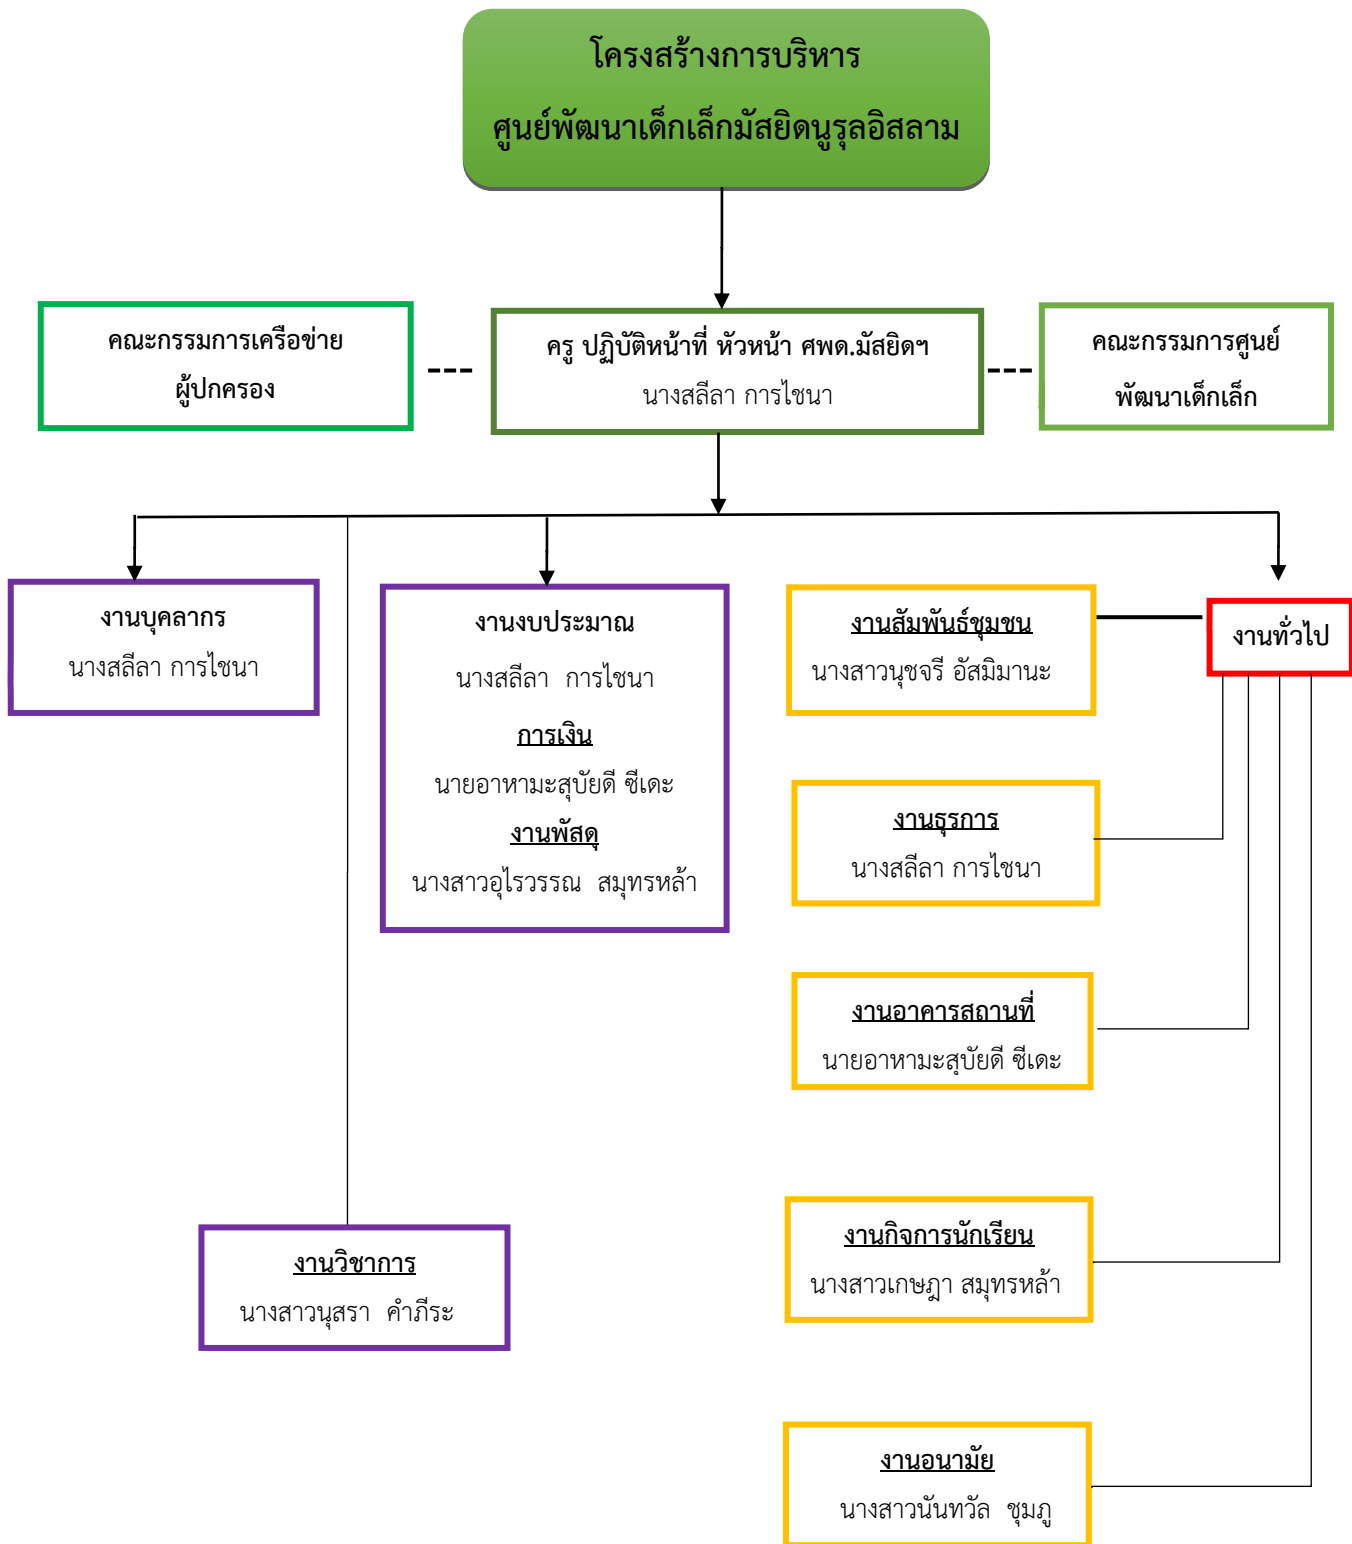 โครงสร้างการบริหาร
ศูนย์พัฒนาเด็กเล็กมัสยิดนูรุลอิสลาม
คณะกรรมการเครือข่าย
ผู้ปกครอง
ครู ปฏิบัติหน้าที่ หัวหน้า ศพด.มัสยิดฯ
นางสลีลา การไชนา
คณะกรรมการศูนย์
พัฒนาเด็กเล็ก
งานบุคลากร
นางสลีลา การไชนา
งานงบประมาณ
นางสลีลา การไชนา
การเงิน
นายอาหามะสุบัยดี ซีเดะ
งานพัสดุ
นางสาวอุไรวรรณ สมุทรหล้า
งานวิชาการ
นางสาวนุสรา คำภีระ
งานทั่วไป
งานสัมพันธ์ชุมชน
นางสาวนุชจรี อัสมิมานะ
งานธุรการ
นางสลีลา การไชนา
งานอาคารสถานที่
นายอาหามะสุบัยดี ซีเดะ
งานกิจการนักเรียน
นางสาวเกษฎา สมุทรหล้า
งานอนามัย
นางสาวนันทวัล ชุมภู